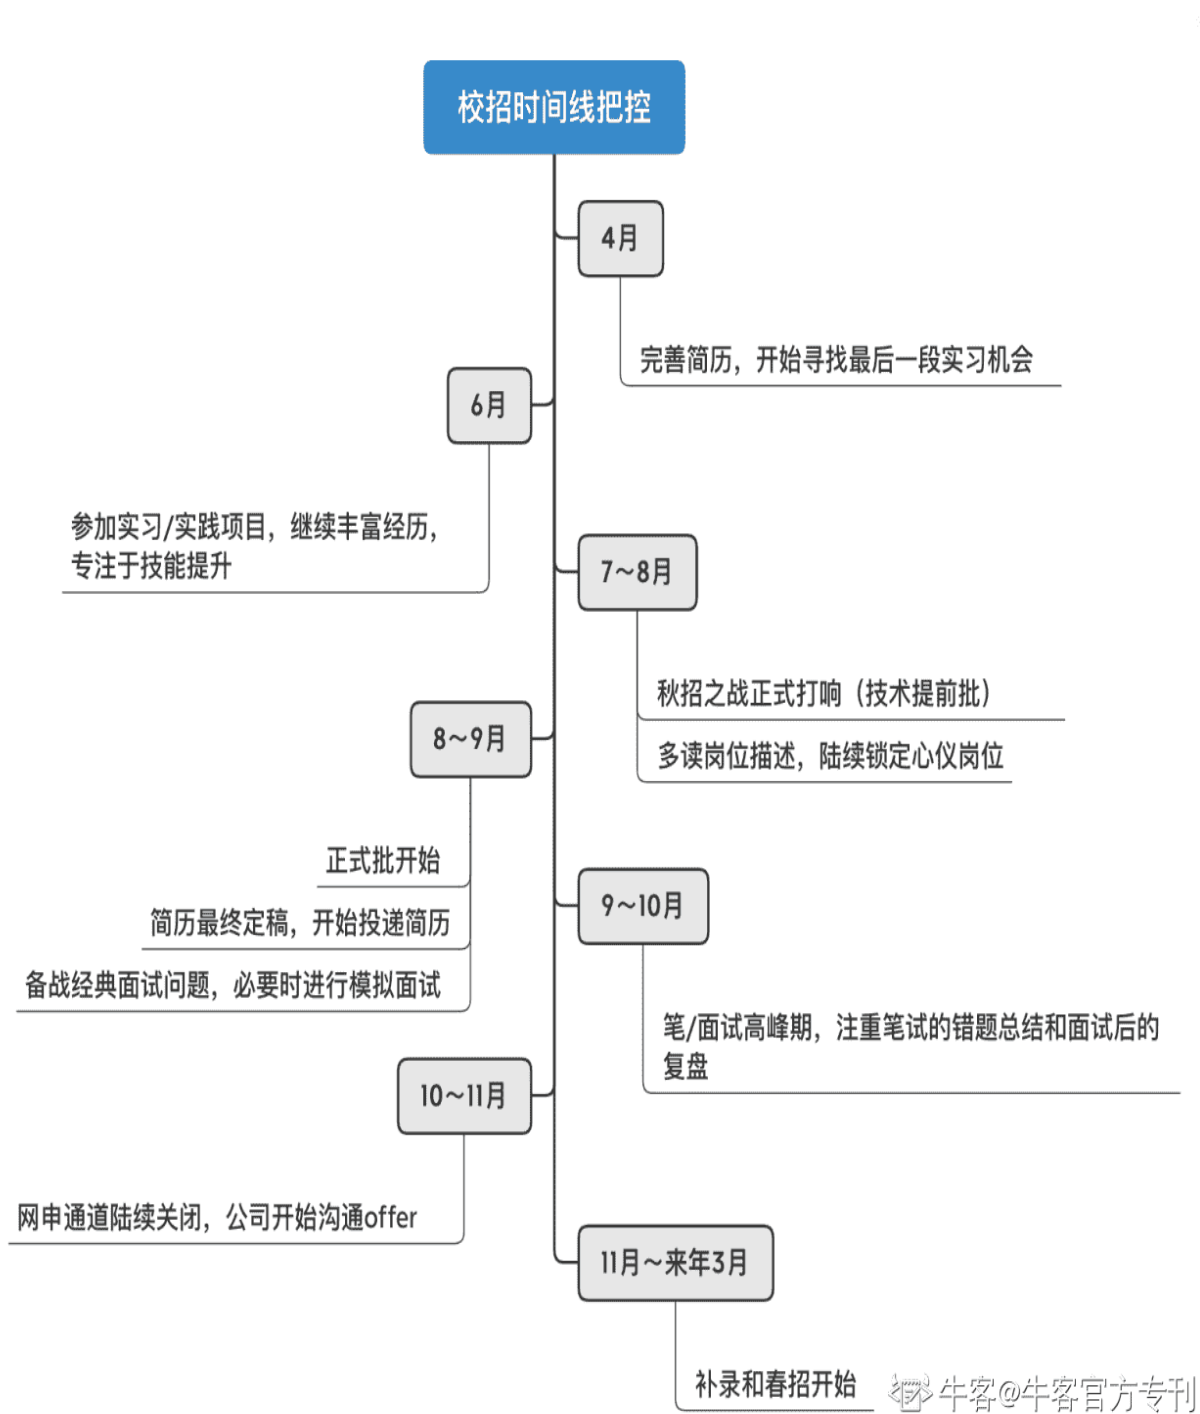 校招时间线把控
4月
完善简历，开始寻找最后一段实习机会
6月
参加实习/实践项目，继续丰富经历，
专注于技能提升
7～8月
秋招之战正式打响（技术提前批）
多读岗位描述，陆续锁定心仪岗位
8～9月
正式批开始
简历最终定稿，开始投递简历
备战经典面试问题，必要时进行模拟面试
9～10月
笔/面试高峰期，注重笔试的错题总结和面试后的
复盘
10～11月
网申通道陆续关闭，公司开始沟通offer
11月～来年3月
补录和春招开始
牛客@牛客官方专刊